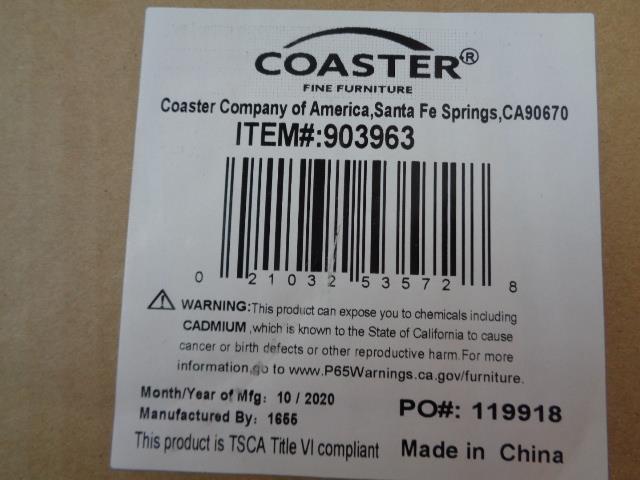 COASTER®
FINE FURNITURE
Coaster Company of America,Santa Fe Springs,CA90670
ITEM#:903963
0 21032 53572 8
WARNING:This product can expose you to chemicals including
CADMIUM ,which is known to the State of California to cause
cancer or birth defects or other reproductive harm.For more
information,go to www.P65Warnings.ca.gov/furniture.
Month/Year of Mfg: 10 / 2020
Manufactured By: 1655
PO#: 119918
This product is TSCA Title VI compliant
Made in China